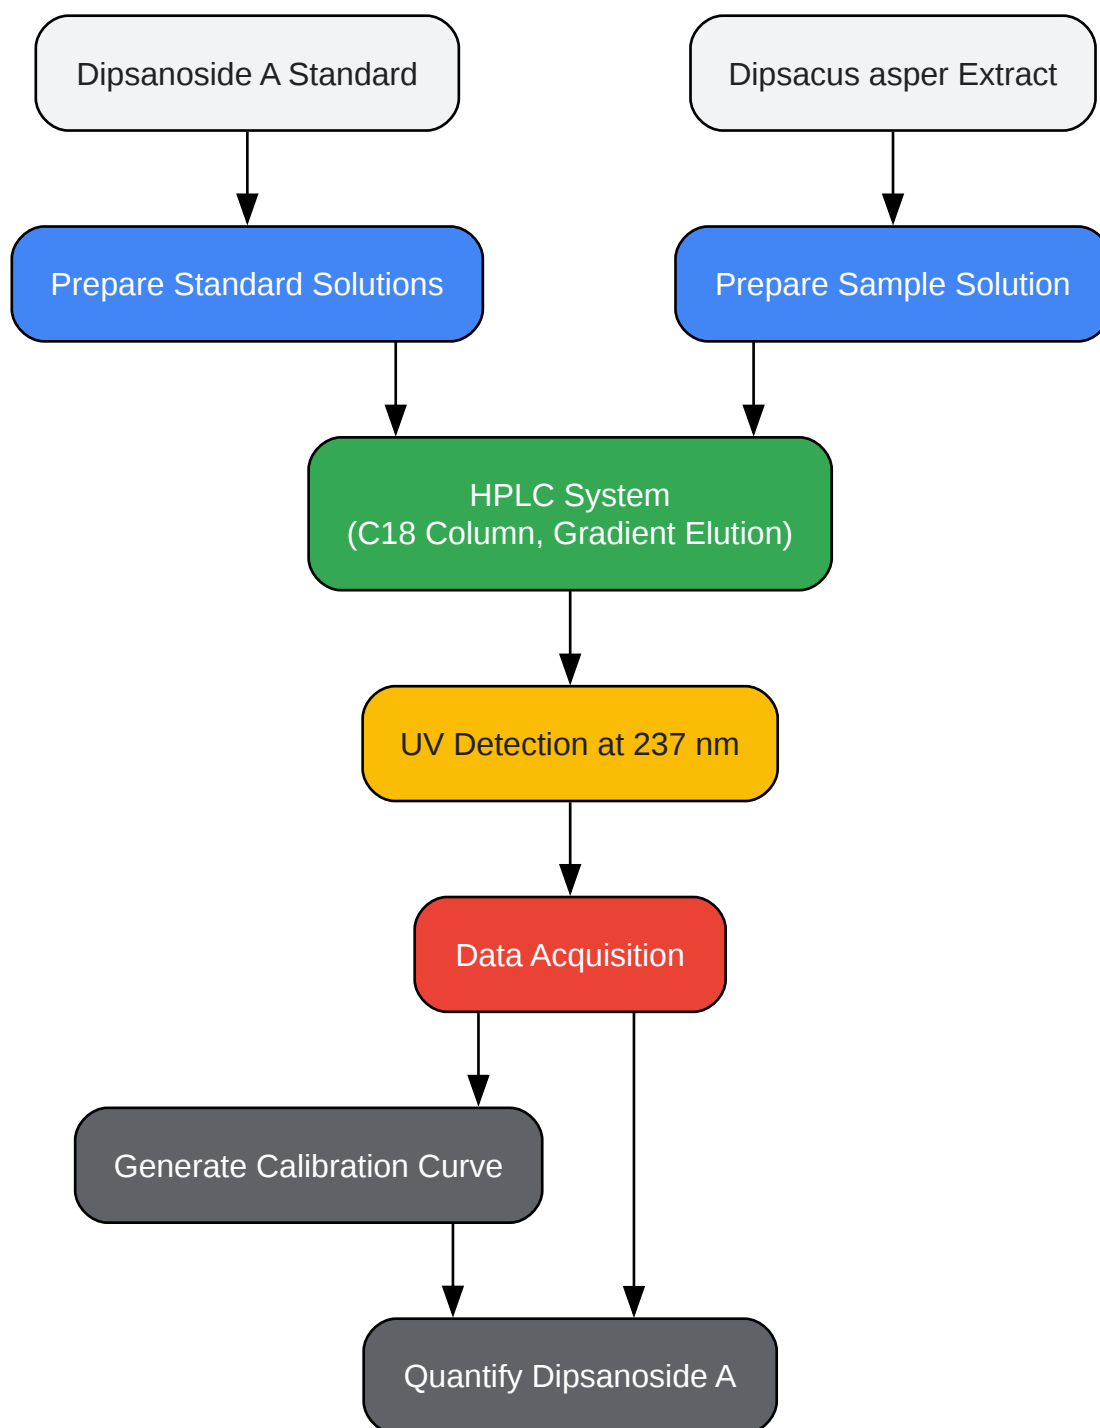 Dipsanoside A Standard
Dipsacus asper Extract
Prepare Standard Solutions
Prepare Sample Solution
HPLC System
(C18 Column, Gradient Elution)
UV Detection at 237 nm
Data Acquisition
Generate Calibration Curve
Quantify Dipsanoside A